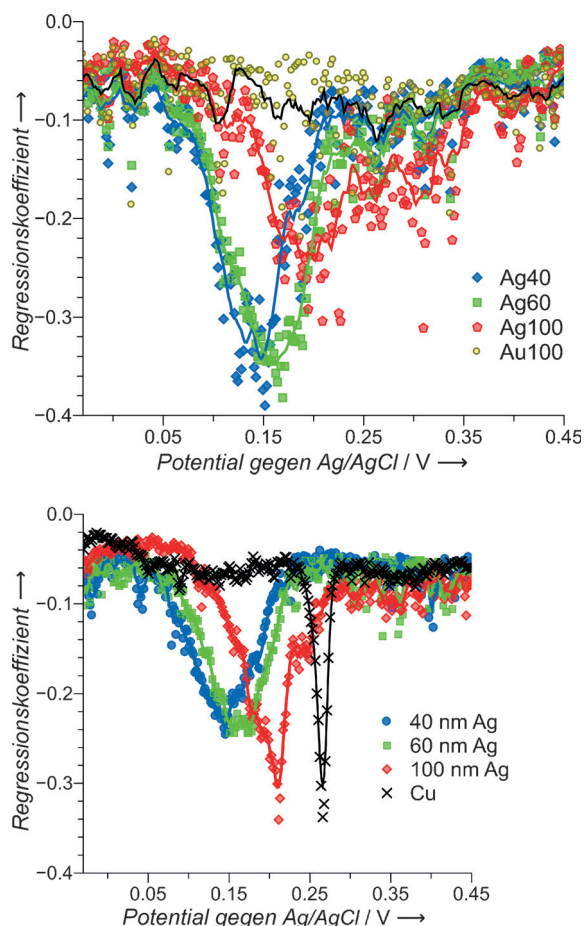 0.0
−0.1
−0.2
−0.3
−0.4
Regressionskoeffizient →
Ag40
Ag60
Ag100
Au100
0.05 0.15 0.25 0.35 0.45
Potential gegen Ag/AgCl / V →
0.0
−0.1
−0.2
−0.3
−0.4
Regressionskoeffizient →
40 nm Ag
60 nm Ag
100 nm Ag
Cu
0.05 0.15 0.25 0.35 0.45
Potential gegen Ag/AgCl / V →